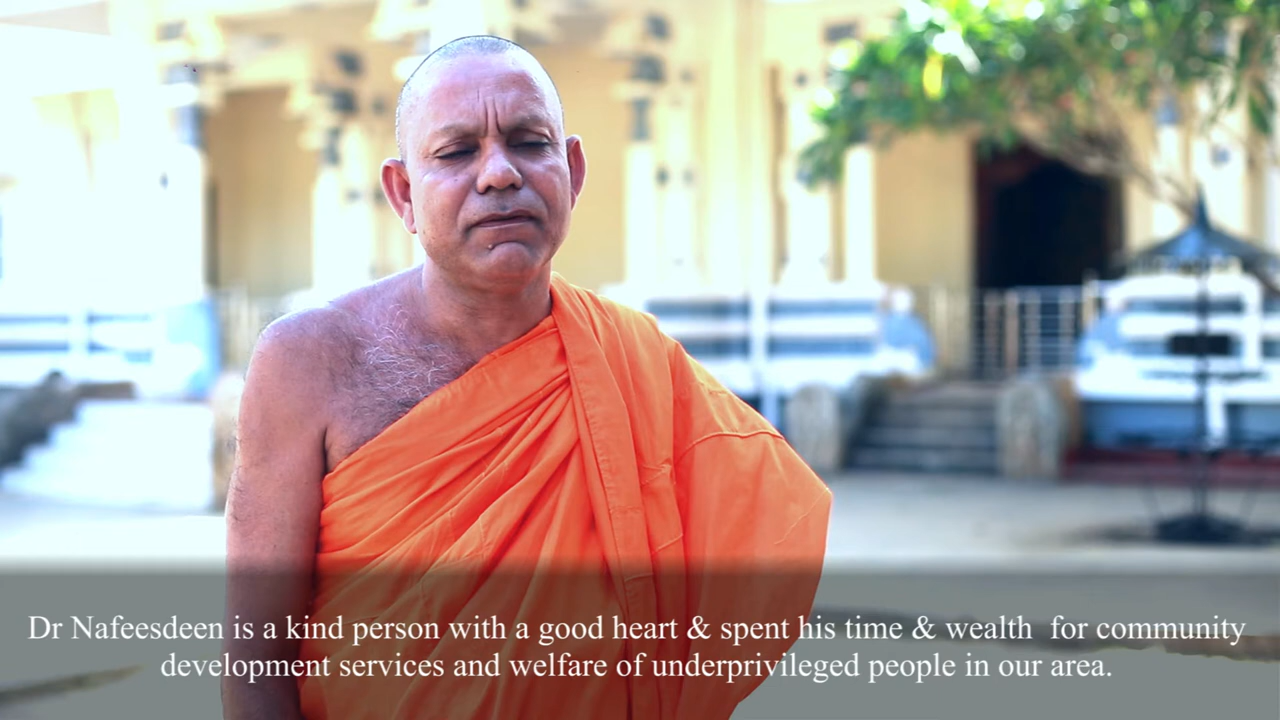 Dr Nafeesdeen is a kind person with a good heart & spent his time & wealth  for community
development services and welfare of underprivileged people in our area.